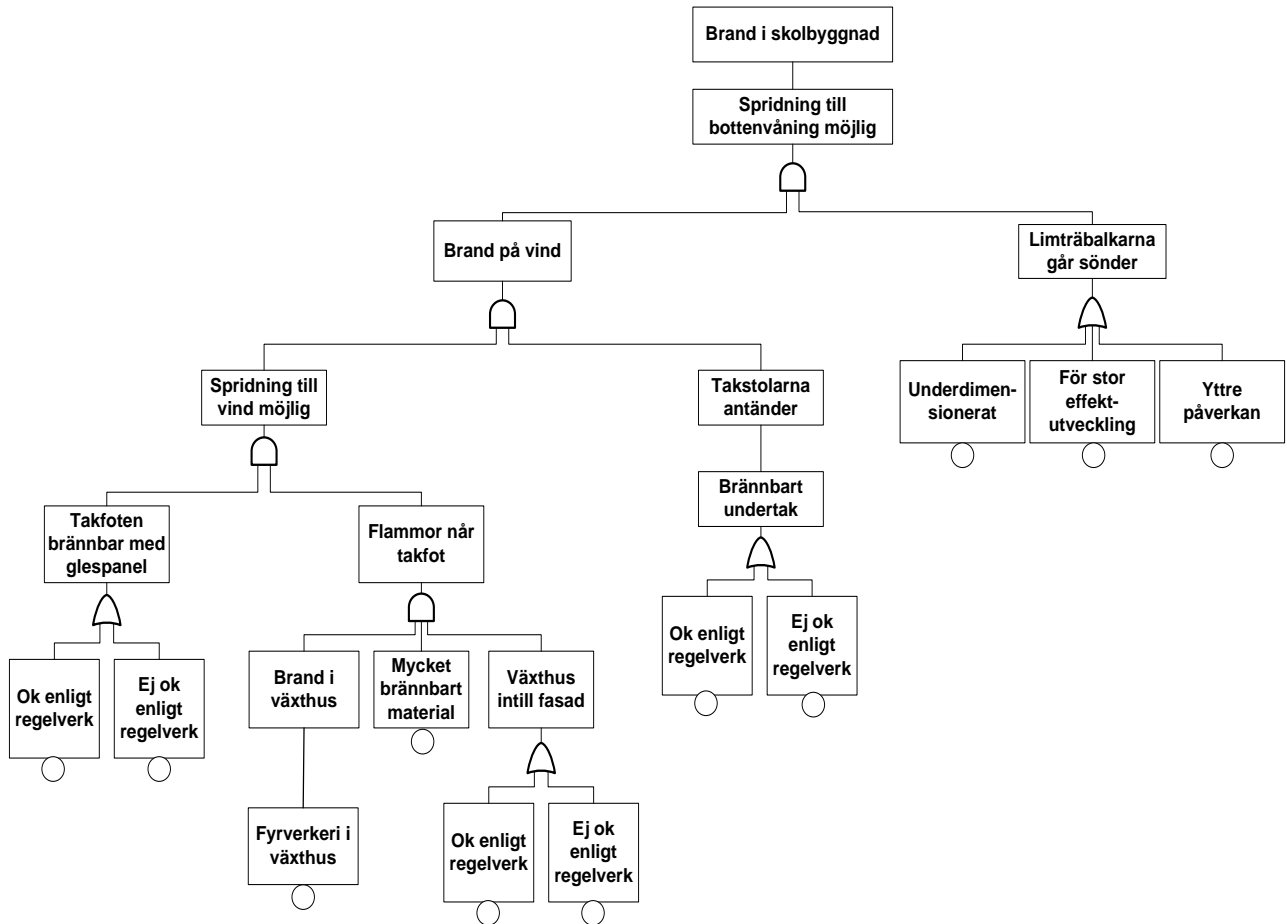 Brand i skolbyggnad
Spridning till
bottenvåning möjlig
Brand på vind
Limträbalkarna
går sönder
Spridning till
vind möjlig
Takstolarna
antänder
Underdimen-
sionerat
För stor
effekt-
utveckling
Yttre
påverkan
Takfoten
brännbar med
glespanel
Flammor når
takfot
Brännbart
undertak
Ok enligt
regelverk
Ej ok
enligt
regelverk
Brand i
växthus
Mycket
brännbart
material
Växthus
intill fasad
Ok enligt
regelverk
Ej ok
enligt
regelverk
Fyrverkeri i
växthus
Ok enligt
regelverk
Ej ok
enligt
regelverk